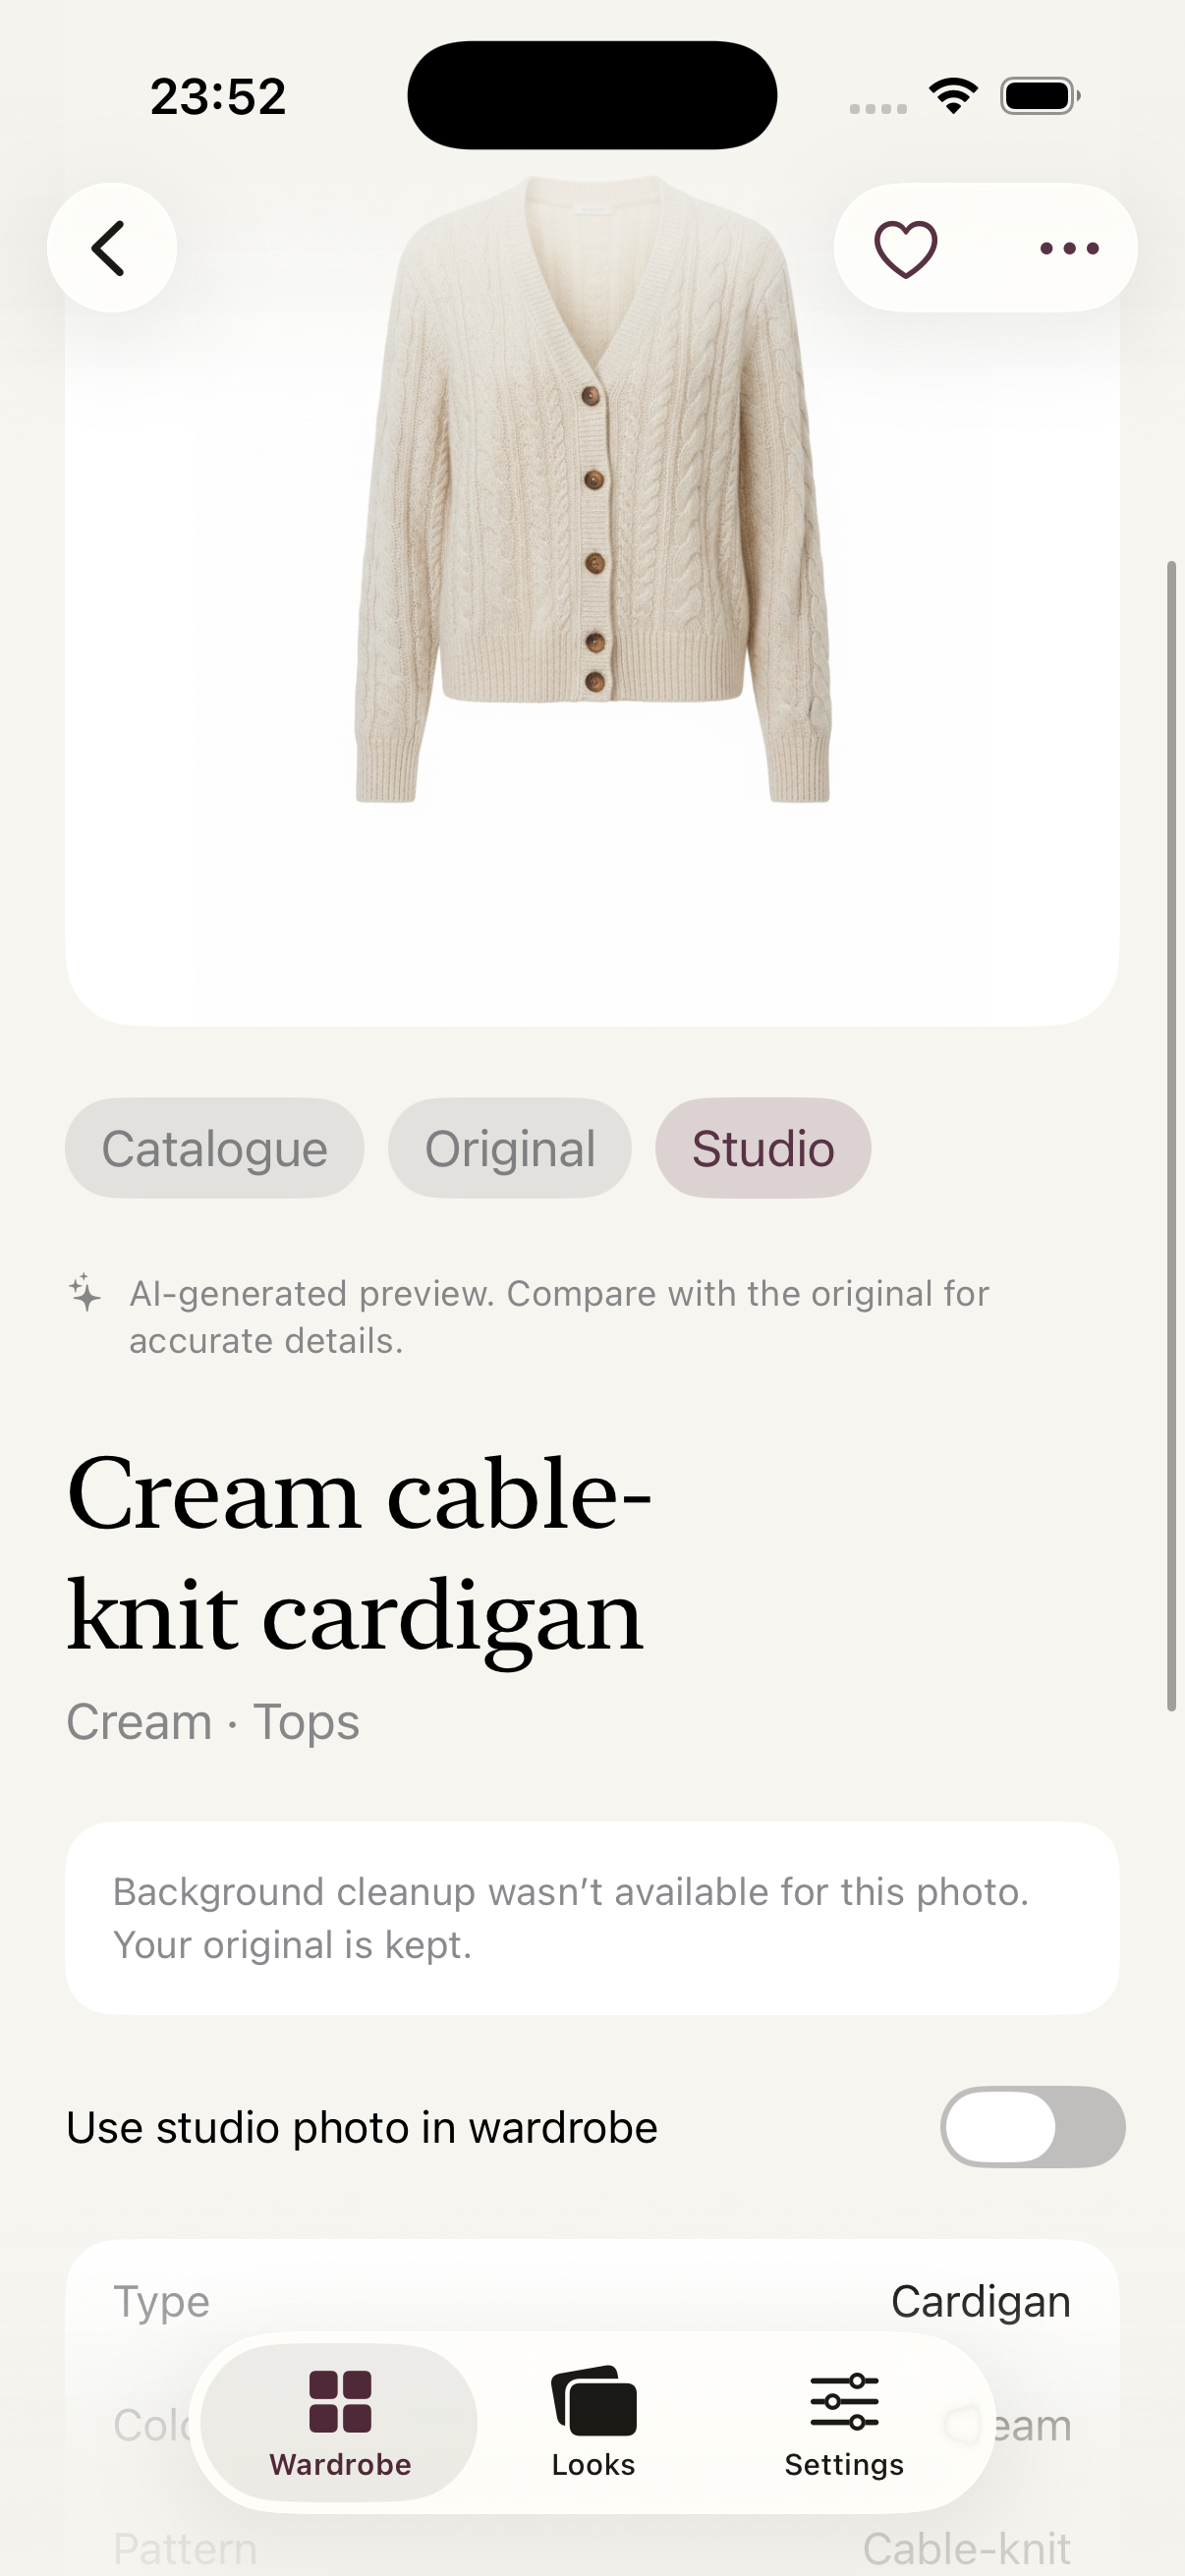 23:52
Catalogue
Original
Studio
AI-generated preview. Compare with the original for
accurate details.
Cream cable-
knit cardigan
Cream · Tops
Background cleanup wasn’t available for this photo.
Your original is kept.
Use studio photo in wardrobe
Type
Cardigan
Pattern
Cable-knit
Wardrobe
Looks
Settings